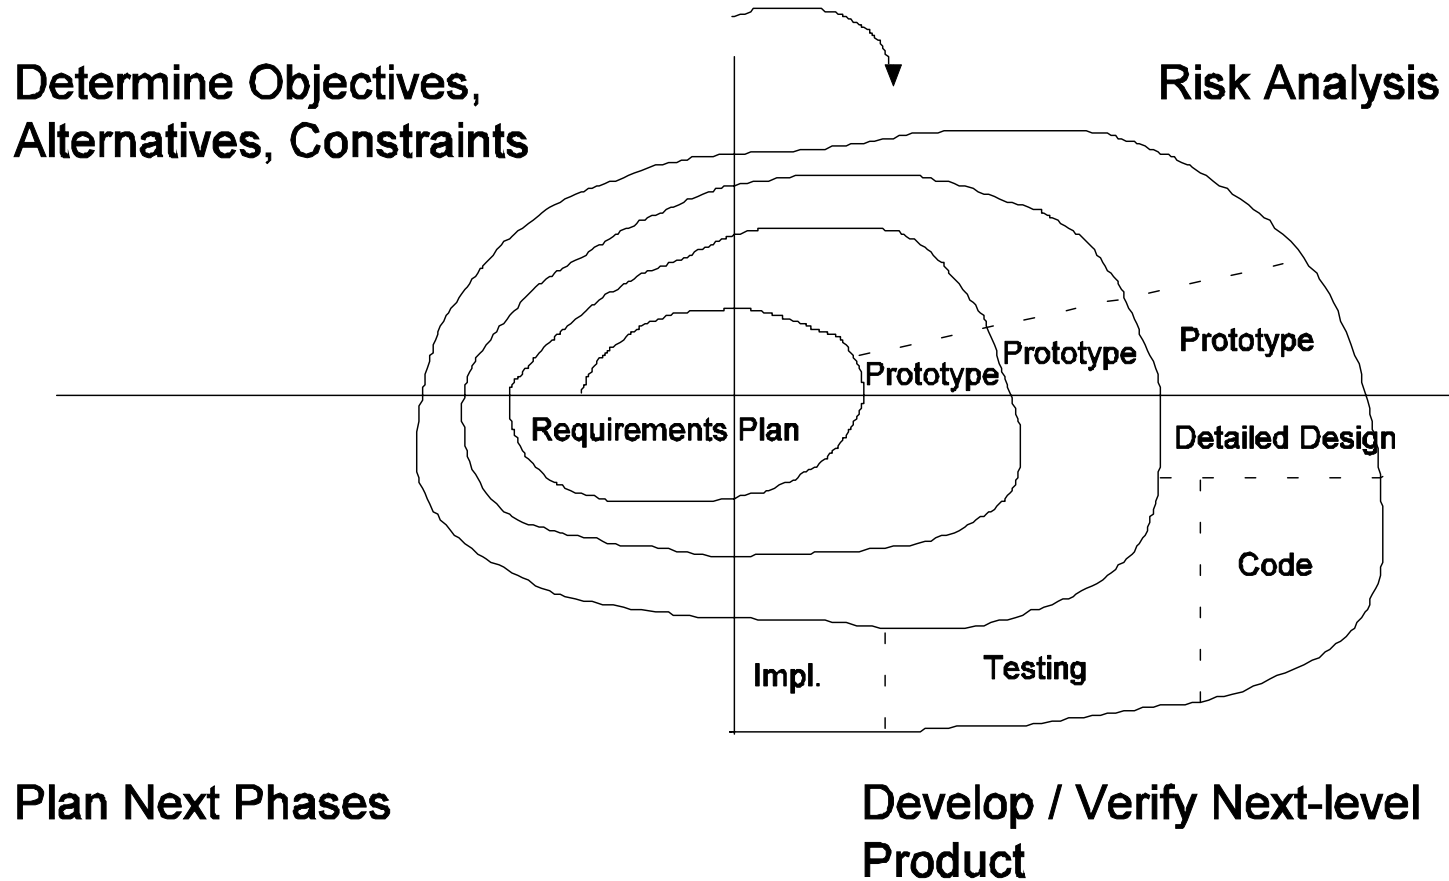 Determine Objectives,
Alternatives, Constraints
Risk Analysis
Prototype
Prototype
Prototype
Requirements Plan
Detailed Design
Code
Impl.
Testing
Plan Next Phases
Develop / Verify Next-level
Product